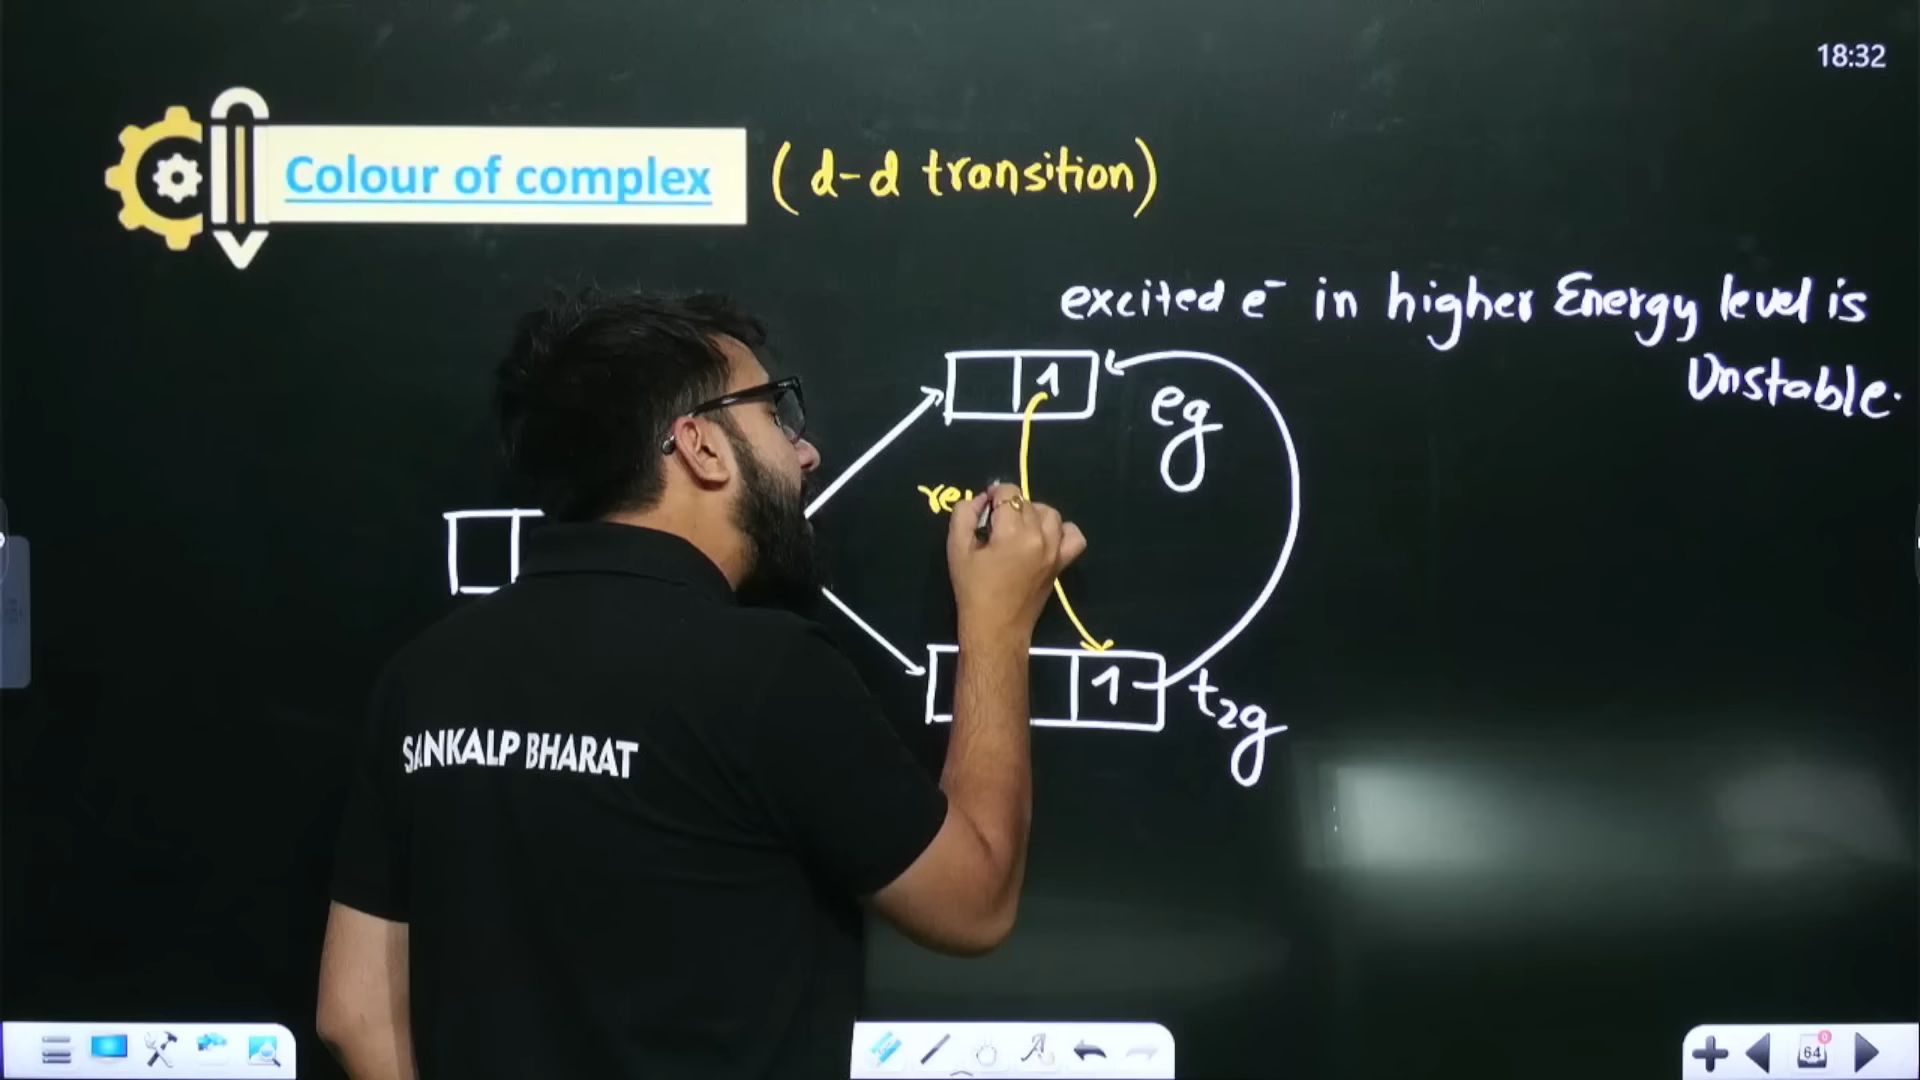 18:32
Colour of complex (d-d transition)
excited e⁻ in higher Energy level is
Unstable.
1
eg
1
t₂g
SANKALP BHARAT
64